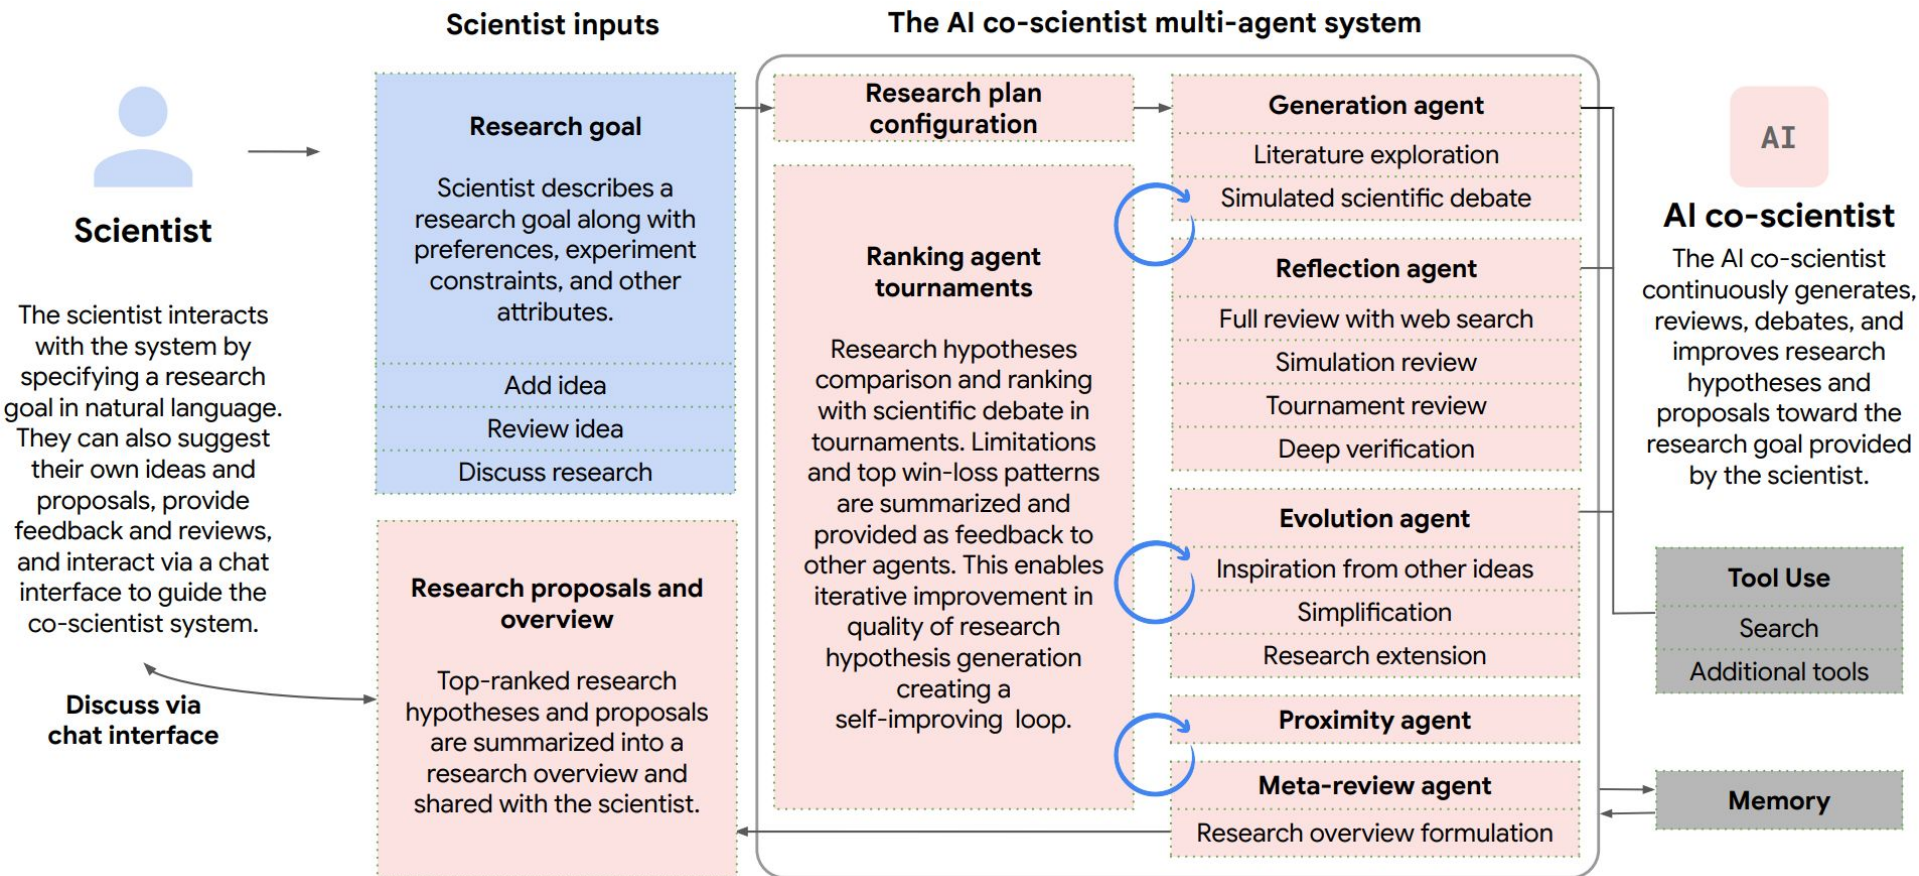 Scientist inputs
The AI co-scientist multi-agent system
Scientist
The scientist interacts
with the system by
specifying a research
goal in natural language.
They can also suggest
their own ideas and
proposals, provide
feedback and reviews,
and interact via a chat
interface to guide the
co-scientist system.
Discuss via
chat interface
Research goal
Scientist describes a
research goal along with
preferences, experiment
constraints, and other
attributes.
Add idea
Review idea
Discuss research
Research proposals and
overview
Top-ranked research
hypotheses and proposals
are summarized into a
research overview and
shared with the scientist.
Research plan
configuration
Ranking agent
tournaments
Research hypotheses
comparison and ranking
with scientific debate in
tournaments. Limitations
and top win-loss patterns
are summarized and
provided as feedback to
other agents. This enables
iterative improvement in
quality of research
hypothesis generation
creating a
self-improving loop.
Generation agent
Literature exploration
Simulated scientific debate
Reflection agent
Full review with web search
Simulation review
Tournament review
Deep verification
Evolution agent
Inspiration from other ideas
Simplification
Research extension
Proximity agent
Meta-review agent
Research overview formulation
AI
AI co-scientist
The AI co-scientist
continuously generates,
reviews, debates, and
improves research
hypotheses and
proposals toward the
research goal provided
by the scientist.
Tool Use
Search
Additional tools
Memory